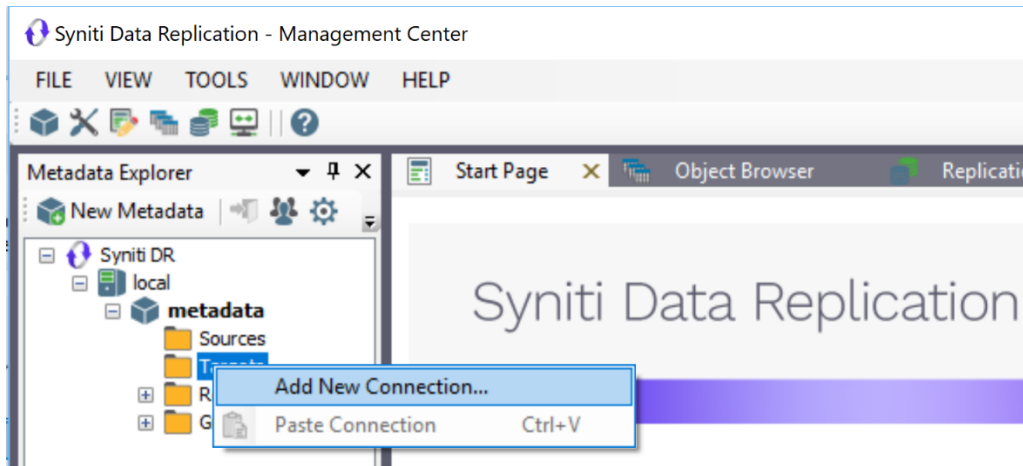 Syniti Data Replication - Management Center
FILE VIEW TOOLS WINDOW HELP
Metadata Explorer
Start Page
Object Browser
Replicati
New Metadata
Syniti DR
local
metadata
Sources
Syniti Data Replication
Add New Connection...
R
G
Paste Connection Ctrl+V